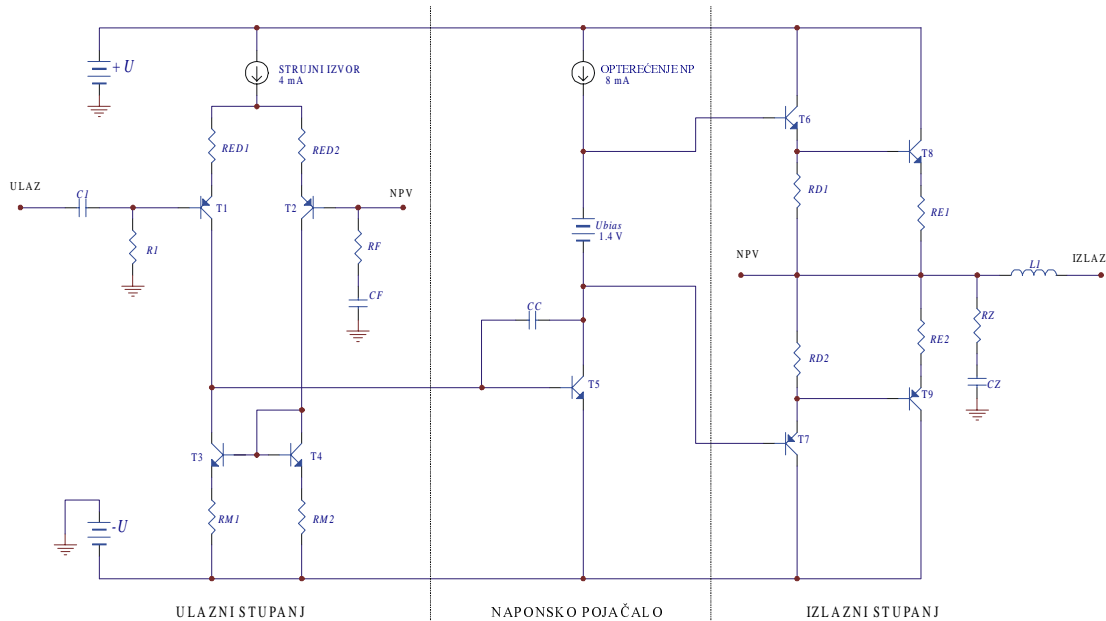 + U
STRUJNI IZVOR
4 mA
OPTEREĆENJE NP
8 mA
RED1
RED2
T6
T8
RD1
RE1
ULAZ
C1
T1
T2
NPV
R1
RF
CF
Ubias
1.4 V
NPV
L1
IZLAZ
CC
RZ
RE2
RD2
CZ
T5
T9
T7
T3
T4
RM1
RM2
-U
ULAZNI STUPANJ
NAPONSKO POJAČALO
IZLAZNI STUPANJ